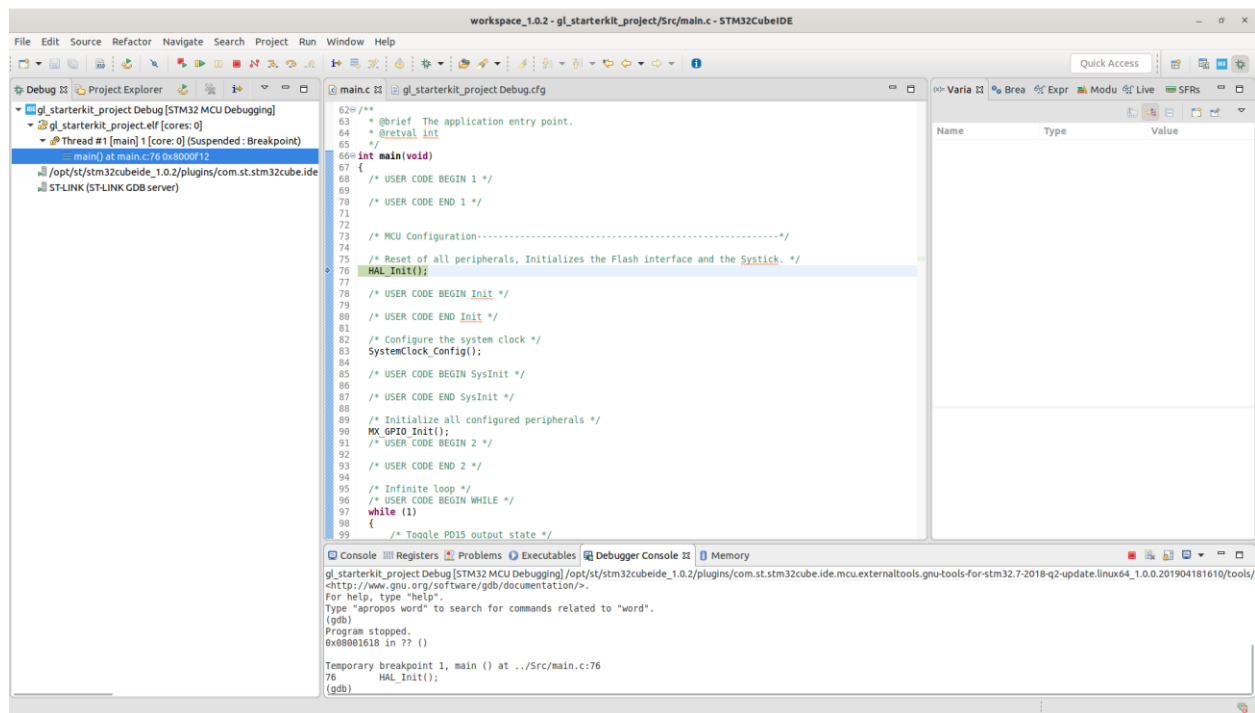 workspace_1.0.2 - gl_starterkit_project/Src/main.c - STM32CubeIDE
File Edit Source Refactor Navigate Search Project Run Window Help
Quick Access
Debug Project Explorer
gl_starterkit_project Debug [STM32 MCU Debugging]
gl_starterkit_project.elf [cores: 0]
Thread #1 [main] 1 [core: 0] (Suspended : Breakpoint)
main() at main.c:76 0x8000f12
/opt/st/stm32cubeide_1.0.2/plugins/com.st.stm32cube.ide
ST-LINK (ST-LINK GDB server)
main.c gl_starterkit_project Debug.cfg
62 /**
63 * @brief The application entry point.
64 * @retval int
65 */
66 int main(void)
67 {
68 /* USER CODE BEGIN 1 */
69
70 /* USER CODE END 1 */
71
72
73 /* MCU Configuration--------------------------------------------------------*/
74
75 /* Reset of all peripherals, Initializes the Flash interface and the Systick. */
76 HAL_Init();
77
78 /* USER CODE BEGIN Init */
79
80 /* USER CODE END Init */
81
82 /* Configure the system clock */
83 SystemClock_Config();
84
85 /* USER CODE BEGIN SysInit */
86
87 /* USER CODE END SysInit */
88
89 /* Initialize all configured peripherals */
90 MX_GPIO_Init();
91 /* USER CODE BEGIN 2 */
92
93 /* USER CODE END 2 */
94
95 /* Infinite loop */
96 /* USER CODE BEGIN WHILE */
97 while (1)
98 {
99 /* Toggle PD15 output state */
Varia Brea Expr Modu Live SFRs
Name Type Value
Console Registers Problems Executables Debugger Console Memory
gl_starterkit_project Debug [STM32 MCU Debugging] /opt/st/stm32cubeide_1.0.2/plugins/com.st.stm32cube.ide.mcu.externaltools.gnu-tools-for-stm32.7-2018-q2-update.linux64_1.0.0.201904181610/tools/
<http://www.gnu.org/software/gdb/documentation/>.
For help, type "help".
Type "apropos word" to search for commands related to "word".
(gdb)
Program stopped.
0x08001618 in ?? ()

Temporary breakpoint 1, main () at ../Src/main.c:76
76 HAL_Init();
(gdb)